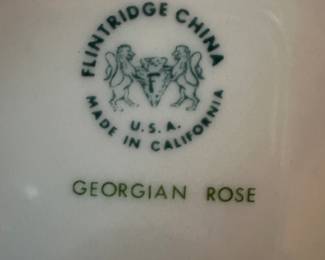 FLINTRIDGE CHINA
F
U.S.A.
MADE IN CALIFORNIA
GEORGIAN ROSE